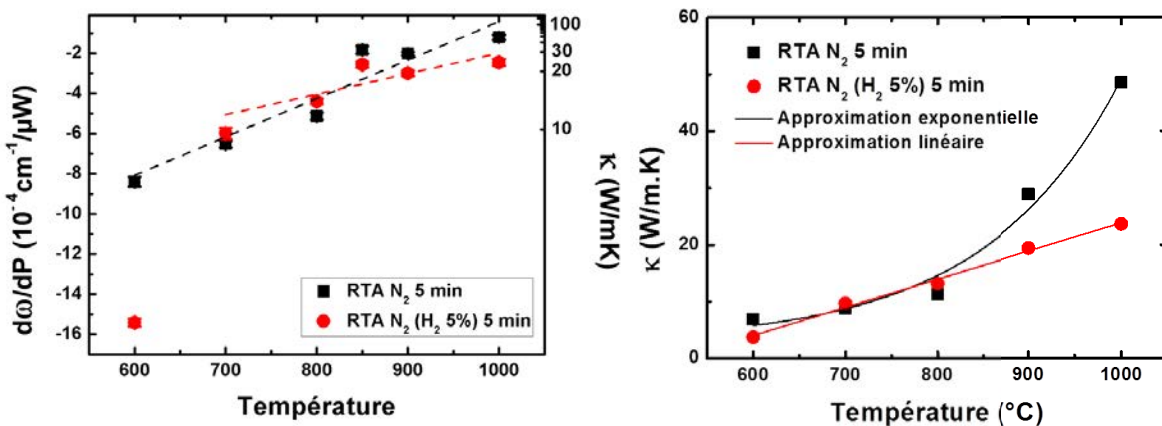 dω/dP (10⁻⁴cm⁻¹/µW)
-2
-4
-6
-8
-10
-12
-14
-16
100
30
20
10
κ (W/mK)
RTA N₂ 5 min
RTA N₂ (H₂ 5%) 5 min
600 700 800 900 1000
Température
κ (W/m.K)
60
40
20
0
RTA N₂ 5 min
RTA N₂ (H₂ 5%) 5 min
Approximation exponentielle
Approximation linéaire
600 700 800 900 1000
Température (°C)